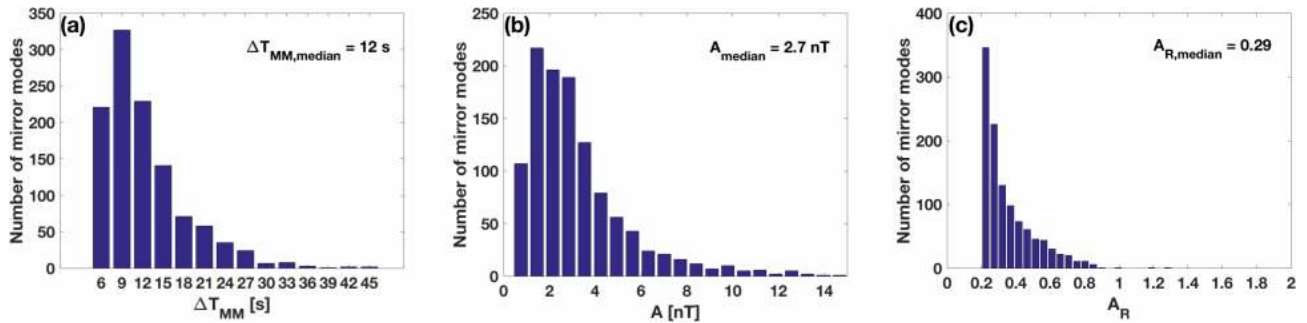 (a)
ΔT_MM,median = 12 s
Number of mirror modes
350
300
250
200
150
100
50
0
6 9 12 15 18 21 24 27 30 33 36 39 42 45
ΔT_MM [s]
(b)
A_median = 2.7 nT
Number of mirror modes
250
200
150
100
50
0
0 2 4 6 8 10 12 14
A [nT]
(c)
A_R,median = 0.29
Number of mirror modes
400
300
200
100
0
0 0.2 0.4 0.6 0.8 1 1.2 1.4 1.6 1.8 2
A_R